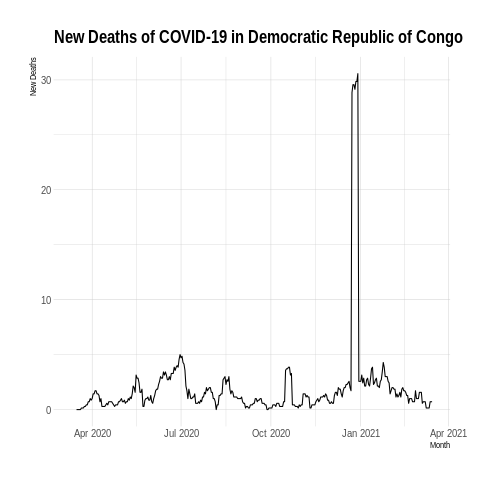 New Deaths of COVID-19 in Democratic Republic of Congo
New Deaths
30
20
10
0
Apr 2020
Jul 2020
Oct 2020
Jan 2021
Apr 2021
Month